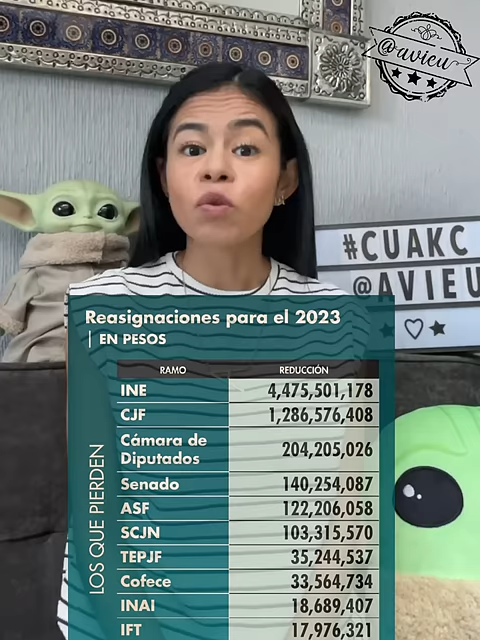 @avieu
#CUAKC
@AVIEU
Reasignaciones para el 2023
| EN PESOS
RAMO REDUCCIÓN
LOS QUE PIERDEN
INE 4,475,501,178
CJF 1,286,576,408
Cámara de
Diputados 204,205,026
Senado 140,254,087
ASF 122,206,058
SCJN 103,315,570
TEPJF 35,244,537
Cofece 33,564,734
INAI 18,689,407
IFT 17,976,321